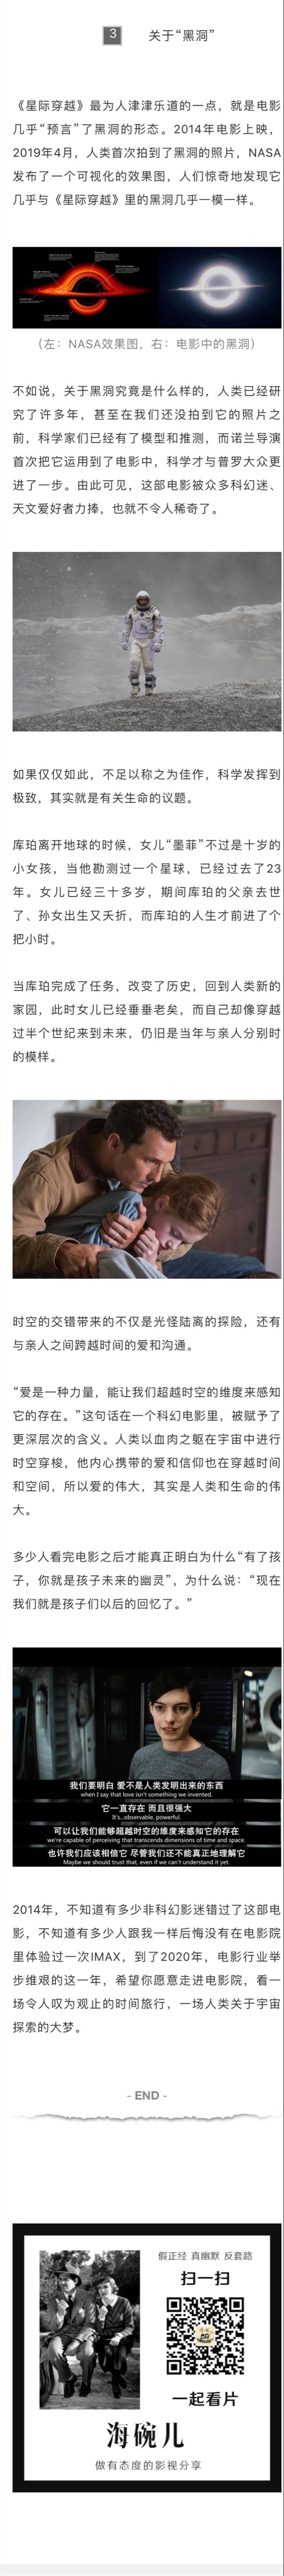 3
关于“黑洞”
《星际穿越》最为人津津乐道的一点，就是电影
几乎“预言”了黑洞的形态。2014年电影上映，
2019年4月，人类首次拍到了黑洞的照片，NASA
发布了一个可视化的效果图，人们惊奇地发现它
几乎与《星际穿越》里的黑洞几乎一模一样。
（左：NASA效果图，右：电影中的黑洞）
不如说，关于黑洞究竟是什么样的，人类已经研
究了许多年，甚至在我们还没拍到它的照片之
前，科学家们已经有了模型和推测，而诺兰导演
首次把它运用到了电影中，科学才与普罗大众更
进了一步。由此可见，这部电影被众多科幻迷、
天文爱好者力捧，也就不令人稀奇了。
如果仅仅如此，不足以称之为佳作，科学发挥到
极致，其实就是有关生命的议题。
库珀离开地球的时候，女儿“墨菲”不过是十岁的
小女孩，当他勘测过一个星球，已经过去了23
年。女儿已经三十多岁，期间库珀的父亲去世
了、孙女出生又夭折，而库珀的人生才前进了个
把小时。
当库珀完成了任务，改变了历史，回到人类新的
家园，此时女儿已经垂垂老矣，而自己却像穿越
过半个世纪来到未来，仍旧是当年与亲人分别时
的模样。
时空的交错带来的不仅是光怪陆离的探险，还有
与亲人之间跨越时间的爱和沟通。
“爱是一种力量，能让我们超越时空的维度来感知
它的存在。”这句话在一个科幻电影里，被赋予了
更深层次的含义。人类以血肉之躯在宇宙中进行
时空穿梭，他内心携带的爱和信仰也在穿越时间
和空间，所以爱的伟大，其实是人类和生命的伟
大。
多少人看完电影之后才能真正明白为什么“有了孩
子，你就是孩子未来的幽灵”，为什么说：“现在
我们就是孩子们以后的回忆了。”
我们要明白 爱不是人类发明出来的东西
when I say that love isn't something we invented.
它一直存在 而且很强大
It's...observable, powerful.
可以让我们能够超越时空的维度来感知它的存在
we're capable of perceiving that transcends dimensions of time and space.
也许我们应该相信它 尽管我们还不能真正地理解它
Maybe we should trust that, even if we can't understand it yet.
2014年，不知道有多少非科幻影迷错过了这部电
影，不知道有多少人跟我一样后悔没有在电影院
里体验过一次IMAX，到了2020年，电影行业举
步维艰的这一年，希望你愿意走进电影院，看一
场令人叹为观止的时间旅行，一场人类关于宇宙
探索的大梦。
- END -
假正经 真幽默 反套路
扫一扫
一起看片
海碗儿
做有态度的影视分享